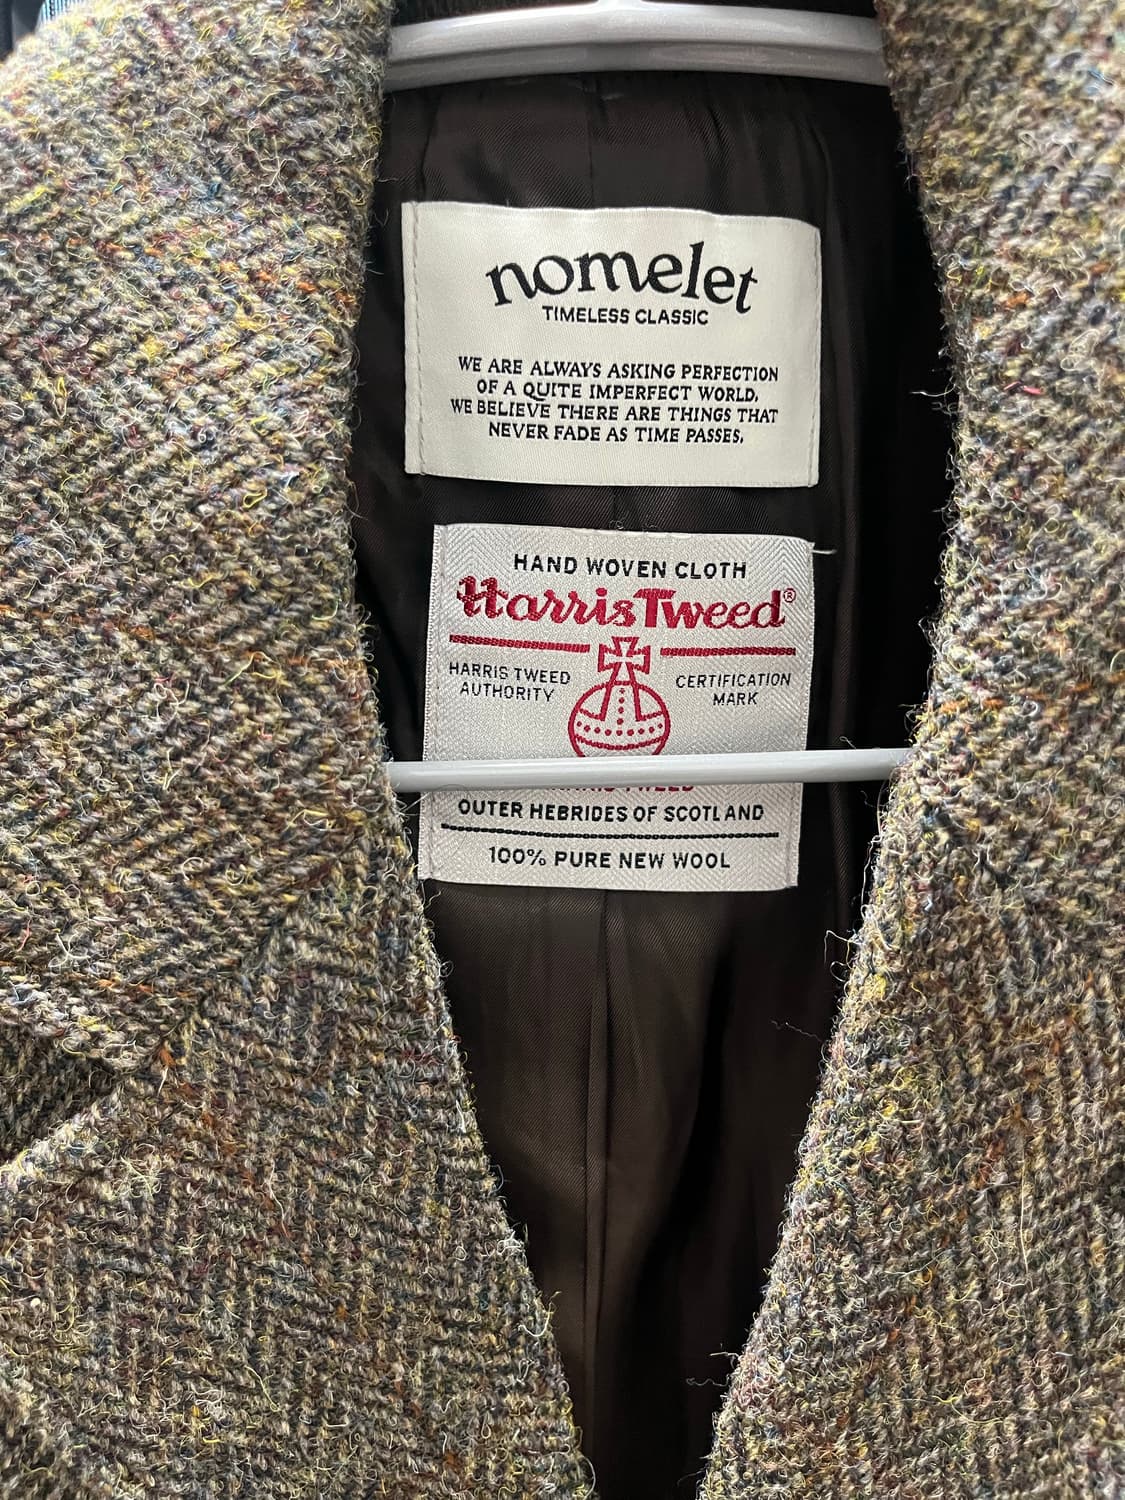 nomelet
TIMELESS CLASSIC
WE ARE ALWAYS ASKING PERFECTION
OF A QUITE IMPERFECT WORLD,
WE BELIEVE THERE ARE THINGS THAT
NEVER FADE AS TIME PASSES,
HAND WOVEN CLOTH
Harris Tweed®
HARRIS TWEED AUTHORITY
CERTIFICATION MARK
HARRIS TWEED
OUTER HEBRIDES OF SCOTLAND
100% PURE NEW WOOL